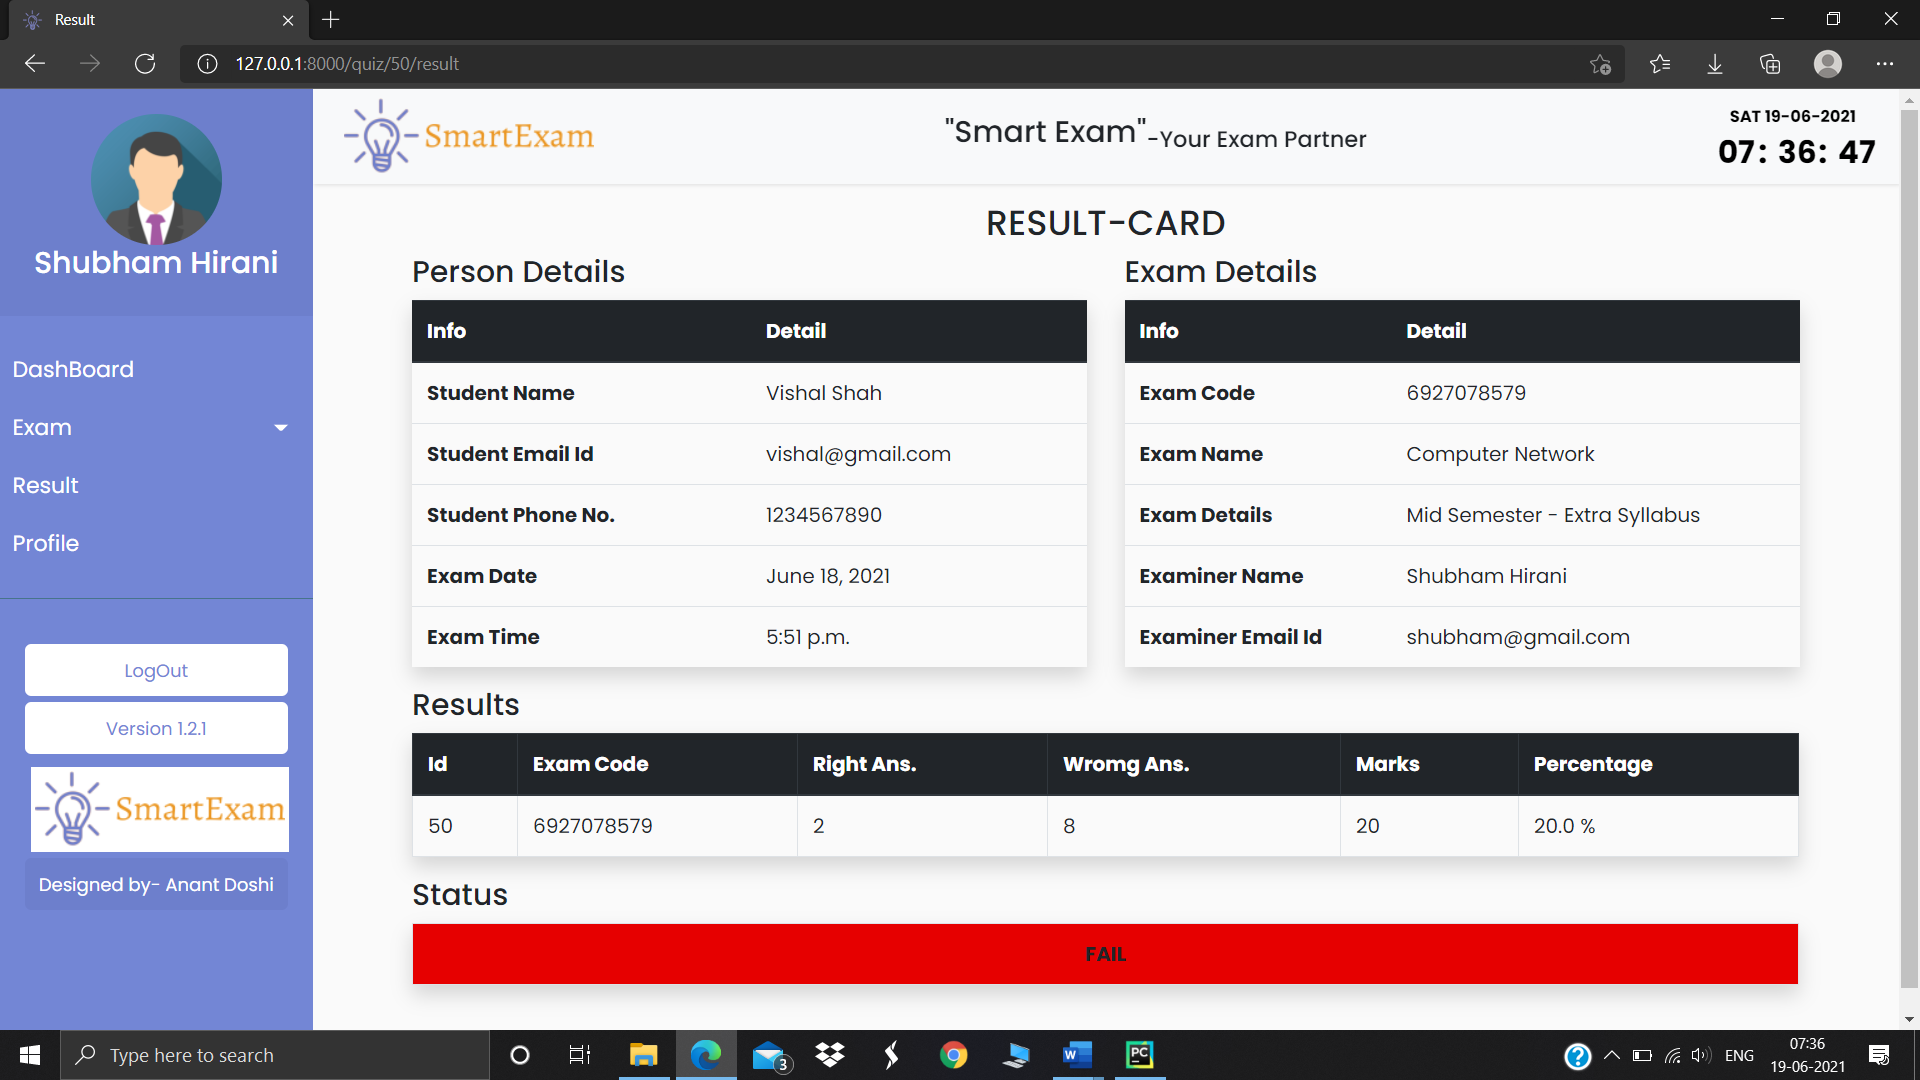 Result
127.0.0.1:8000/quiz/50/result
Shubham Hirani
DashBoard
Exam
Result
Profile
LogOut
Version 1.2.1
SmartExam
Designed by- Anant Doshi
SmartExam
"Smart Exam" -Your Exam Partner
SAT 19-06-2021
07: 36: 47
RESULT-CARD
Person Details
Info Detail
Student Name Vishal Shah
Student Email Id vishal@gmail.com
Student Phone No. 1234567890
Exam Date June 18, 2021
Exam Time 5:51 p.m.
Exam Details
Info Detail
Exam Code 6927078579
Exam Name Computer Network
Exam Details Mid Semester - Extra Syllabus
Examiner Name Shubham Hirani
Examiner Email Id shubham@gmail.com
Results
Id Exam Code Right Ans. Wromg Ans. Marks Percentage
50 6927078579 2 8 20 20.0 %
Status
FAIL
Type here to search
3
W
PC
ENG
07:36
19-06-2021